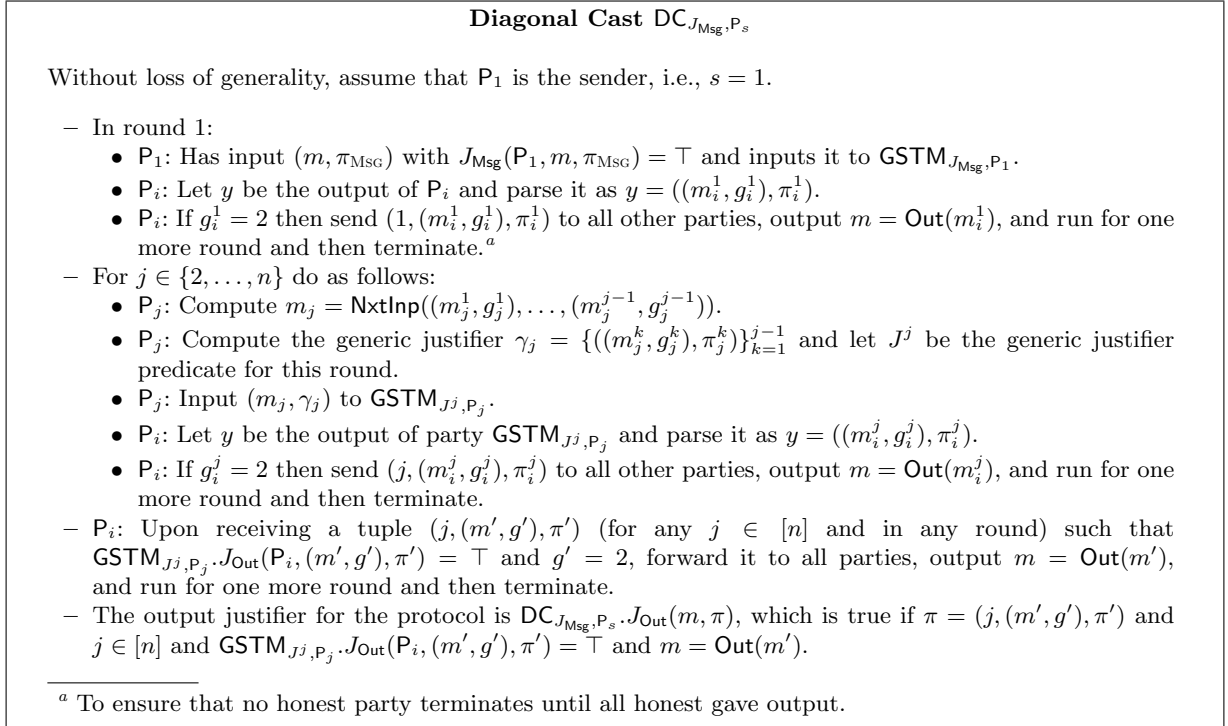 Diagonal Cast DC_{J_Msg,P_s}
Without loss of generality, assume that P_1 is the sender, i.e., s = 1.
– In round 1:
• P_1: Has input (m, π_MSG) with J_Msg(P_1, m, π_MSG) = ⊤ and inputs it to GSTM_{J_Msg,P_1}.
• P_i: Let y be the output of P_i and parse it as y = ((m_i^1, g_i^1), π_i^1).
• P_i: If g_i^1 = 2 then send (1, (m_i^1, g_i^1), π_i^1) to all other parties, output m = Out(m_i^1), and run for one
more round and then terminate.^a
– For j ∈ {2, . . . , n} do as follows:
• P_j: Compute m_j = NxtInp((m_j^1, g_j^1), . . . , (m_j^{j−1}, g_j^{j−1})).
• P_j: Compute the generic justifier γ_j = {((m_j^k, g_j^k), π_j^k)}_{k=1}^{j−1} and let J^j be the generic justifier
predicate for this round.
• P_j: Input (m_j, γ_j) to GSTM_{J^j,P_j}.
• P_i: Let y be the output of party GSTM_{J^j,P_j} and parse it as y = ((m_i^j, g_i^j), π_i^j).
• P_i: If g_i^j = 2 then send (j, (m_i^j, g_i^j), π_i^j) to all other parties, output m = Out(m_i^j), and run for one
more round and then terminate.
– P_i: Upon receiving a tuple (j, (m′, g′), π′) (for any j ∈ [n] and in any round) such that
GSTM_{J^j,P_j}.J_Out(P_i, (m′, g′), π′) = ⊤ and g′ = 2, forward it to all parties, output m = Out(m′),
and run for one more round and then terminate.
– The output justifier for the protocol is DC_{J_Msg,P_s}.J_Out(m, π), which is true if π = (j, (m′, g′), π′) and
j ∈ [n] and GSTM_{J^j,P_j}.J_Out(P_i, (m′, g′), π′) = ⊤ and m = Out(m′).
^a To ensure that no honest party terminates until all honest gave output.